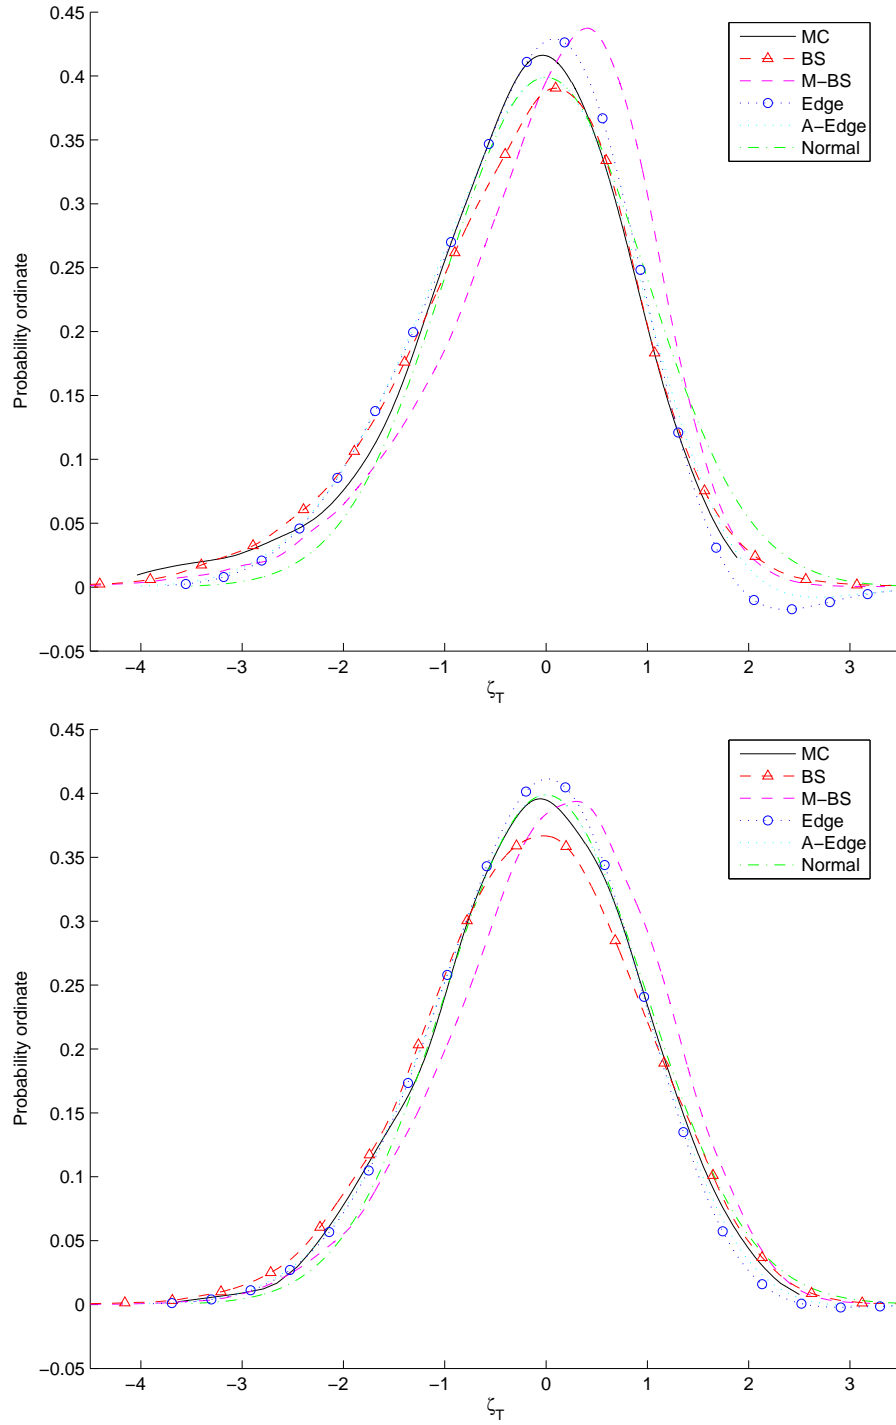 0.45
0.4
0.35
0.3
0.25
0.2
0.15
0.1
0.05
0
−0.05
Probability ordinate
−4 −3 −2 −1 0 1 2 3
ζT
MC
BS
M−BS
Edge
A−Edge
Normal
0.45
0.4
0.35
0.3
0.25
0.2
0.15
0.1
0.05
0
−0.05
Probability ordinate
−4 −3 −2 −1 0 1 2 3
ζT
MC
BS
M−BS
Edge
A−Edge
Normal